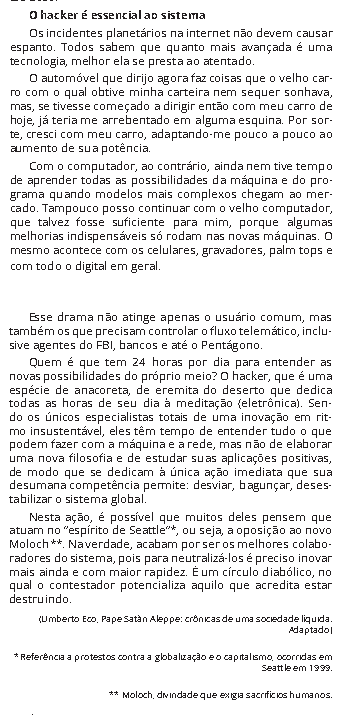 O hacker é essencial ao sistema
Os incidentes planetários na internet não devem causar
espanto. Todos sabem que quanto mais avançada é uma
tecnologia, melhor ela se presta ao atentado.
O automóvel que dirijo agora faz coisas que o velho car-
ro com o qual obtive minha carteira nem sequer sonhava,
mas, se tivesse começado a dirigir então com meu carro de
hoje, já teria me arrebentado em alguma esquina. Por sor-
te, cresci com meu carro, adaptando-me pouco a pouco ao
aumento de sua potência.
Com o computador, ao contrário, ainda nem tive tempo
de aprender todas as possibilidades da máquina e do pro-
grama quando modelos mais complexos chegam ao mer-
cado. Tampouco posso continuar com o velho computador,
que talvez fosse suficiente para mim, porque algumas
melhorias indispensáveis só rodam nas novas máquinas. O
mesmo acontece com os celulares, gravadores, palm tops e
com todo o digital em geral.
Esse drama não atinge apenas o usuário comum, mas
também os que precisam controlar o fluxo telemático, inclu-
sive agentes do FBI, bancos e até o Pentágono.
Quem é que tem 24 horas por dia para entender as
novas possibilidades do próprio meio? O hacker, que é uma
espécie de anacoreta, de eremita do deserto que dedica
todas as horas de seu dia à meditação (eletrônica). Sen-
do os únicos especialistas totais de uma inovação em rit-
mo insustentável, eles têm tempo de entender tudo o que
podem fazer com a máquina e a rede, mas não de elaborar
uma nova filosofia e de estudar suas aplicações positivas,
de modo que se dedicam à única ação imediata que sua
desumana competência permite: desviar, bagunçar, deses-
tabilizar o sistema global.
Nesta ação, é possível que muitos deles pensem que
atuam no “espírito de Seattle”*, ou seja, a oposição ao novo
Moloch**. Na verdade, acabam por ser os melhores colabo-
radores do sistema, pois para neutralizá-los é preciso inovar
mais ainda e com maior rapidez. É um círculo diabólico, no
qual o contestador potencializa aquilo que acredita estar
destruindo.
(Umberto Eco, Pape Satàn Aleppe: crônicas de uma sociedade líquida.
Adaptado)
* Referência a protestos contra a globalização e o capitalismo, ocorridas em
Seattle em 1999.
** Moloch, divindade que exigia sacrifícios humanos.